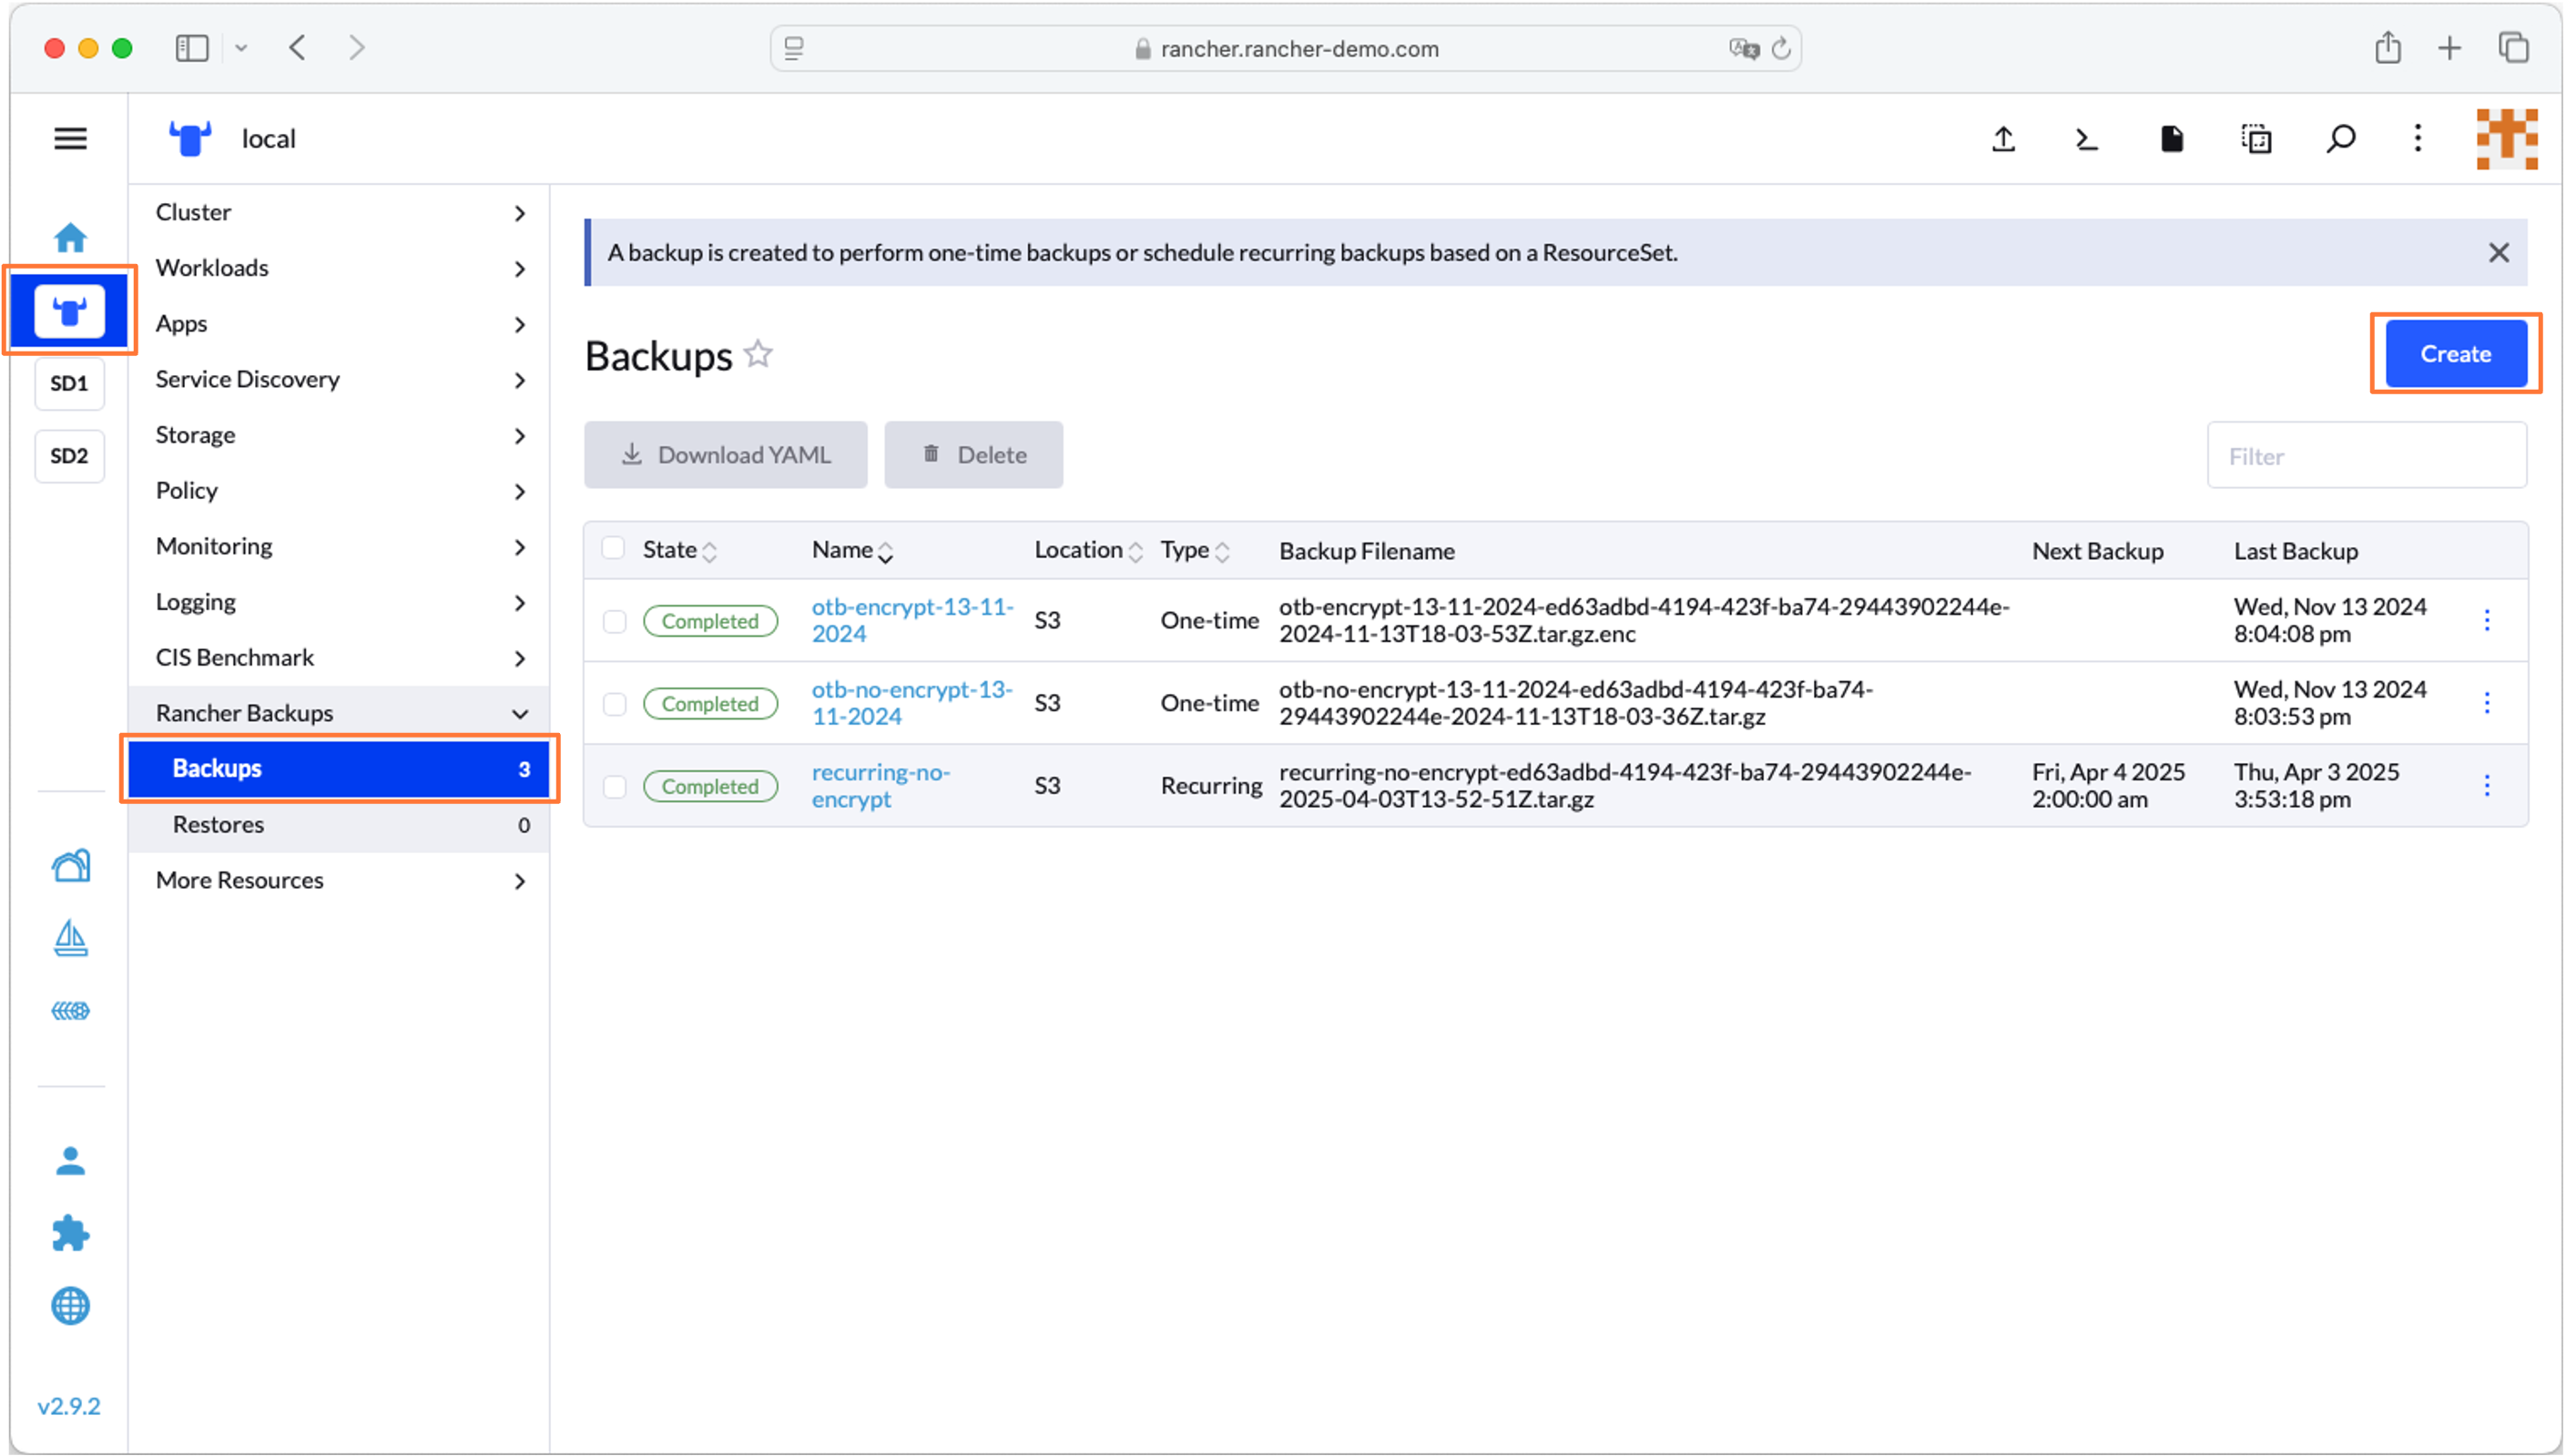 rancher.rancher-demo.com
local
SD1
SD2
v2.9.2
Cluster
Workloads
Apps
Service Discovery
Storage
Policy
Monitoring
Logging
CIS Benchmark
Rancher Backups
Backups 3
Restores 0
More Resources
A backup is created to perform one-time backups or schedule recurring backups based on a ResourceSet.
Backups
Create
Download YAML Delete
Filter
State Name Location Type Backup Filename Next Backup Last Backup
Completed otb-encrypt-13-11-
2024 S3 One-time otb-encrypt-13-11-2024-ed63adbd-4194-423f-ba74-29443902244e-
2024-11-13T18-03-53Z.tar.gz.enc Wed, Nov 13 2024
8:04:08 pm
Completed otb-no-encrypt-13-
11-2024 S3 One-time otb-no-encrypt-13-11-2024-ed63adbd-4194-423f-ba74-
29443902244e-2024-11-13T18-03-36Z.tar.gz Wed, Nov 13 2024
8:03:53 pm
Completed recurring-no-
encrypt S3 Recurring recurring-no-encrypt-ed63adbd-4194-423f-ba74-29443902244e-
2025-04-03T13-52-51Z.tar.gz Fri, Apr 4 2025
2:00:00 am Thu, Apr 3 2025
3:53:18 pm